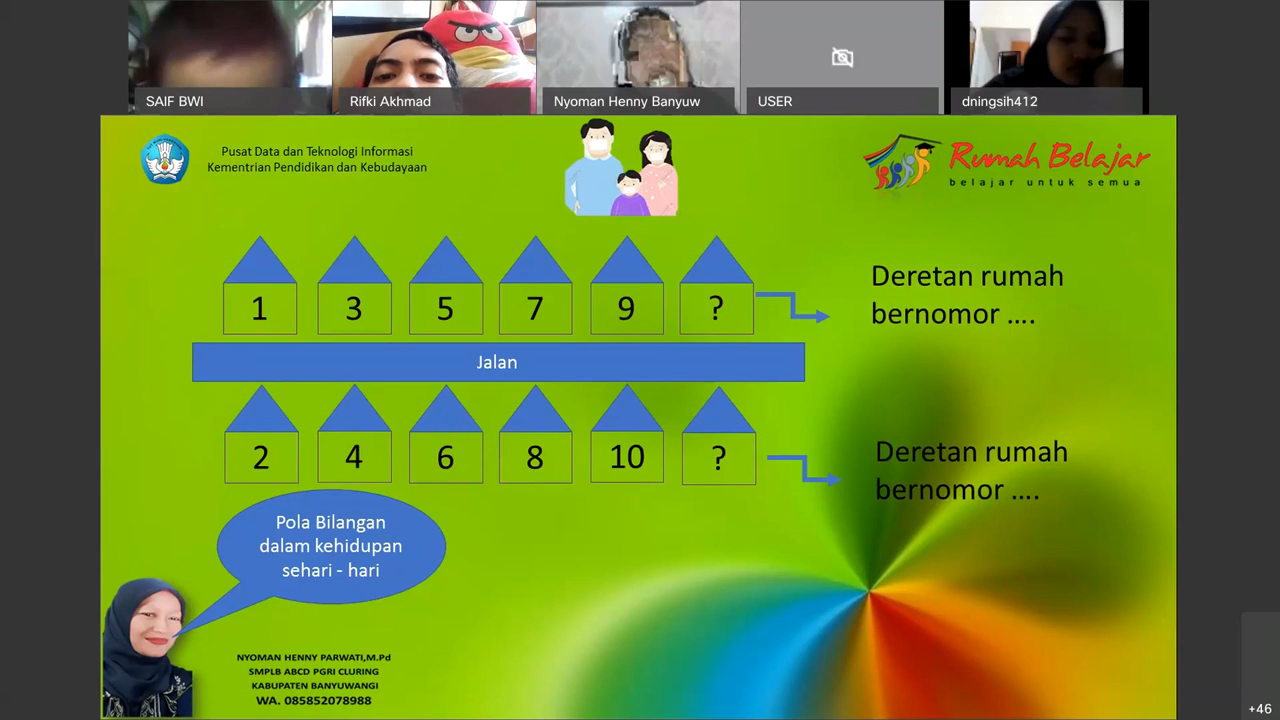 SAIF BWI
Rifki Akhmad
Nyoman Henny Banyuw
USER
dningsih412
Pusat Data dan Teknologi Informasi
Kementrian Pendidikan dan Kebudayaan
Rumah Belajar
belajar untuk semua
1 3 5 7 9 ?
Deretan rumah
bernomor ....
Jalan
2 4 6 8 10 ?
Deretan rumah
bernomor ....
Pola Bilangan
dalam kehidupan
sehari - hari
NYOMAN HENNY PARWATI,M.Pd
SMPLB ABCD PGRI CLURING
KABUPATEN BANYUWANGI
WA. 085852078988
+46